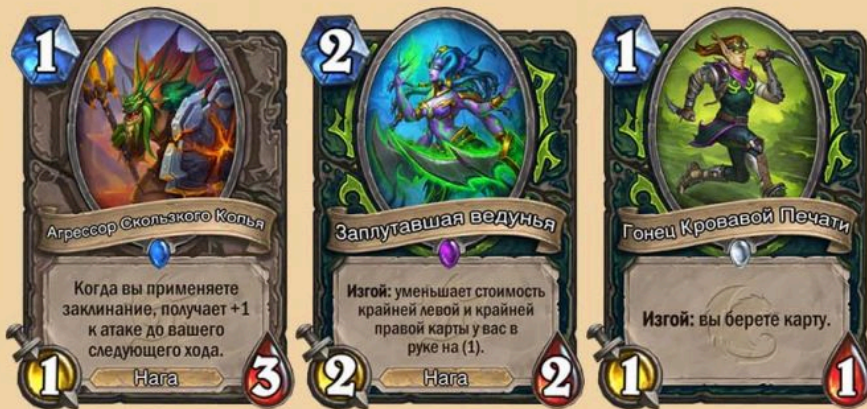 1
Агрессор Скользкого Копья
Когда вы применяете
заклинание, получает +1
к атаке до вашего
следующего хода.
1
Нага
3
2
Заплутавшая ведунья
Изгой: уменьшает стоимость
крайней левой и крайней
правой карты у вас в
руке на (1).
2
Нага
2
1
Гонец Кровавой Печати
Изгой: вы берете карту.
1
1